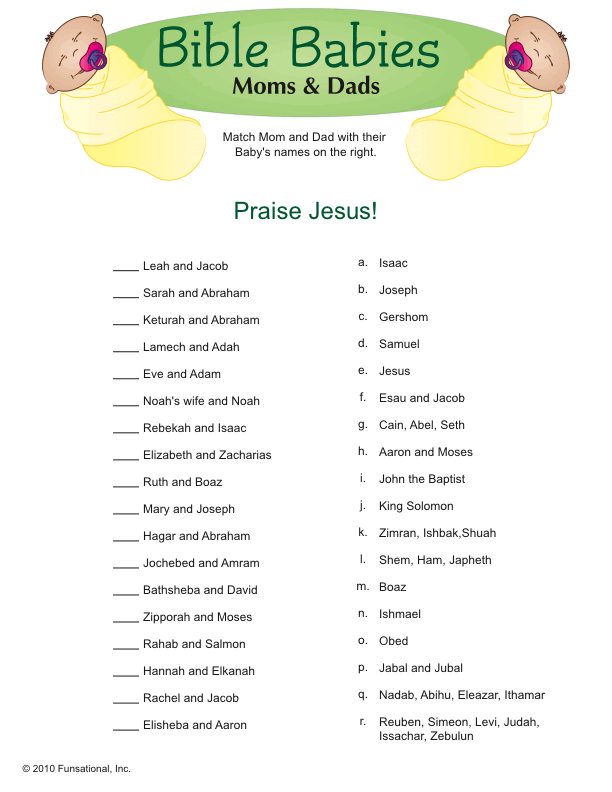 Bible Babies
Moms & Dads
Match Mom and Dad with their
Baby's names on the right.
Praise Jesus!
____ Leah and Jacob
____ Sarah and Abraham
____ Keturah and Abraham
____ Lamech and Adah
____ Eve and Adam
____ Noah's wife and Noah
____ Rebekah and Isaac
____ Elizabeth and Zacharias
____ Ruth and Boaz
____ Mary and Joseph
____ Hagar and Abraham
____ Jochebed and Amram
____ Bathsheba and David
____ Zipporah and Moses
____ Rahab and Salmon
____ Hannah and Elkanah
____ Rachel and Jacob
____ Elisheba and Aaron
a. Isaac
b. Joseph
c. Gershom
d. Samuel
e. Jesus
f. Esau and Jacob
g. Cain, Abel, Seth
h. Aaron and Moses
i. John the Baptist
j. King Solomon
k. Zimran, Ishbak,Shuah
l. Shem, Ham, Japheth
m. Boaz
n. Ishmael
o. Obed
p. Jabal and Jubal
q. Nadab, Abihu, Eleazar, Ithamar
r. Reuben, Simeon, Levi, Judah,
Issachar, Zebulun
© 2010 Funsational, Inc.